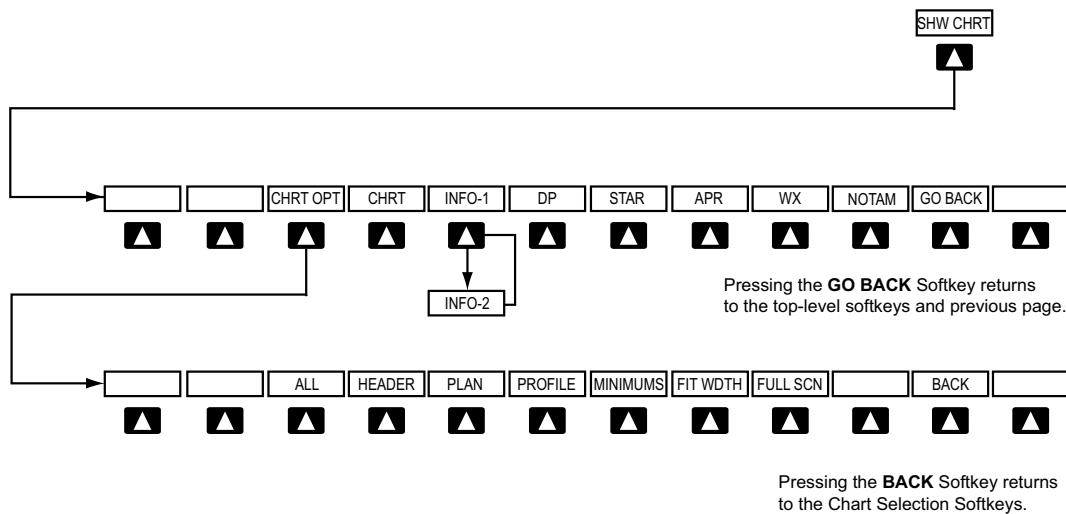 SHW CHRT
CHRT OPT CHRT INFO-1 DP STAR APR WX NOTAM GO BACK
Pressing the GO BACK Softkey returns
to the top-level softkeys and previous page.
INFO-2
ALL HEADER PLAN PROFILE MINIMUMS FIT WDTH FULL SCN BACK
Pressing the BACK Softkey returns
to the Chart Selection Softkeys.